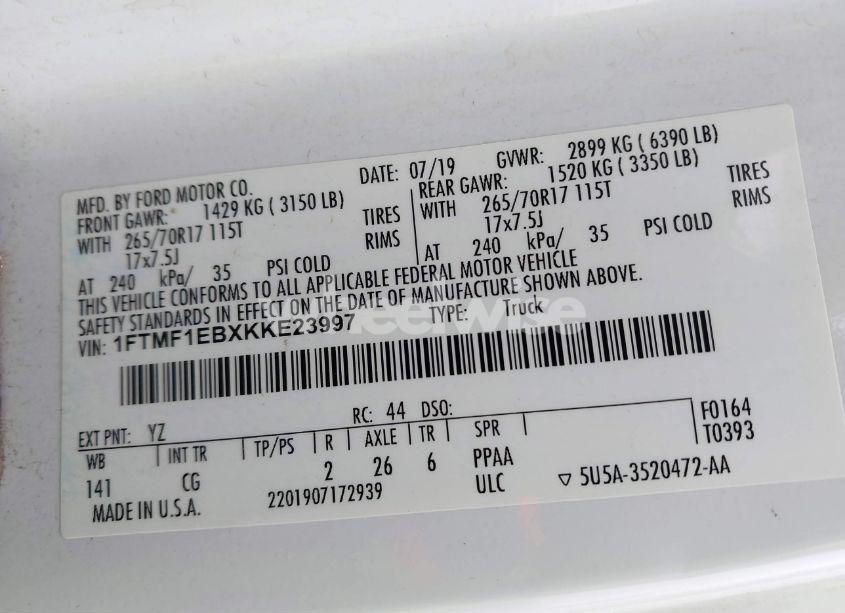 MFD. BY FORD MOTOR CO. DATE: 07/19 GVWR: 2899 KG ( 6390 LB)
FRONT GAWR: 1429 KG ( 3150 LB) REAR GAWR: 1520 KG ( 3350 LB)
WITH 265/70R17 115T TIRES WITH 265/70R17 115T TIRES
17x7.5J RIMS 17x7.5J RIMS
AT 240 kPa/ 35 PSI COLD AT 240 kPa/ 35 PSI COLD
THIS VEHICLE CONFORMS TO ALL APPLICABLE FEDERAL MOTOR VEHICLE
SAFETY STANDARDS IN EFFECT ON THE DATE OF MANUFACTURE SHOWN ABOVE.
VIN: 1FTMF1EBXKKE23997 TYPE: Truck
EXT PNT: YZ RC: 44 DSO:
WB INT TR TP/PS R AXLE TR SPR F0164
141 CG 2 26 6 PPAA T0393
MADE IN U.S.A. 2201907172939 ULC ▽ 5U5A-3520472-AA